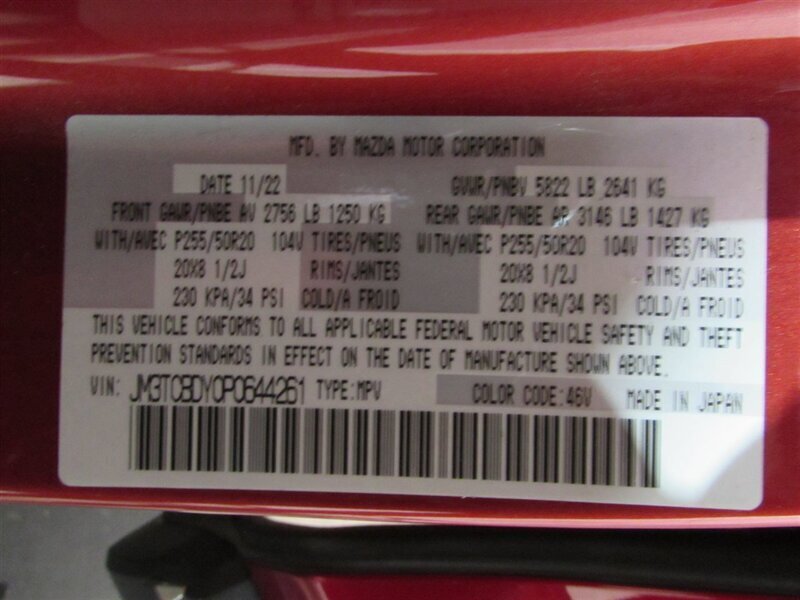 MFD. BY MAZDA MOTOR CORPORATION
DATE 11/22 GVWR/PNBV 5822 LB 2641 KG
FRONT GAWR/PNBE AV 2756 LB 1250 KG REAR GAWR/PNBE AR 3146 LB 1427 KG
WITH/AVEC P255/50R20 104V TIRES/PNEUS WITH/AVEC P255/50R20 104V TIRES/PNEUS
20X8 1/2J RIMS/JANTES 20X8 1/2J RIMS/JANTES
230 KPA/34 PSI COLD/A FROID 230 KPA/34 PSI COLD/A FROID
THIS VEHICLE CONFORMS TO ALL APPLICABLE FEDERAL MOTOR VEHICLE SAFETY AND THEFT
PREVENTION STANDARDS IN EFFECT ON THE DATE OF MANUFACTURE SHOWN ABOVE.
VIN: JM3TCBDY0P0644261 TYPE:MPV COLOR CODE:46V MADE IN JAPAN